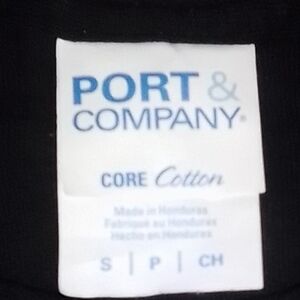 PORT &
COMPANY®
CORE Cotton
Made in Honduras
Fabriqué au Honduras
Hecho en Honduras
S | P | CH